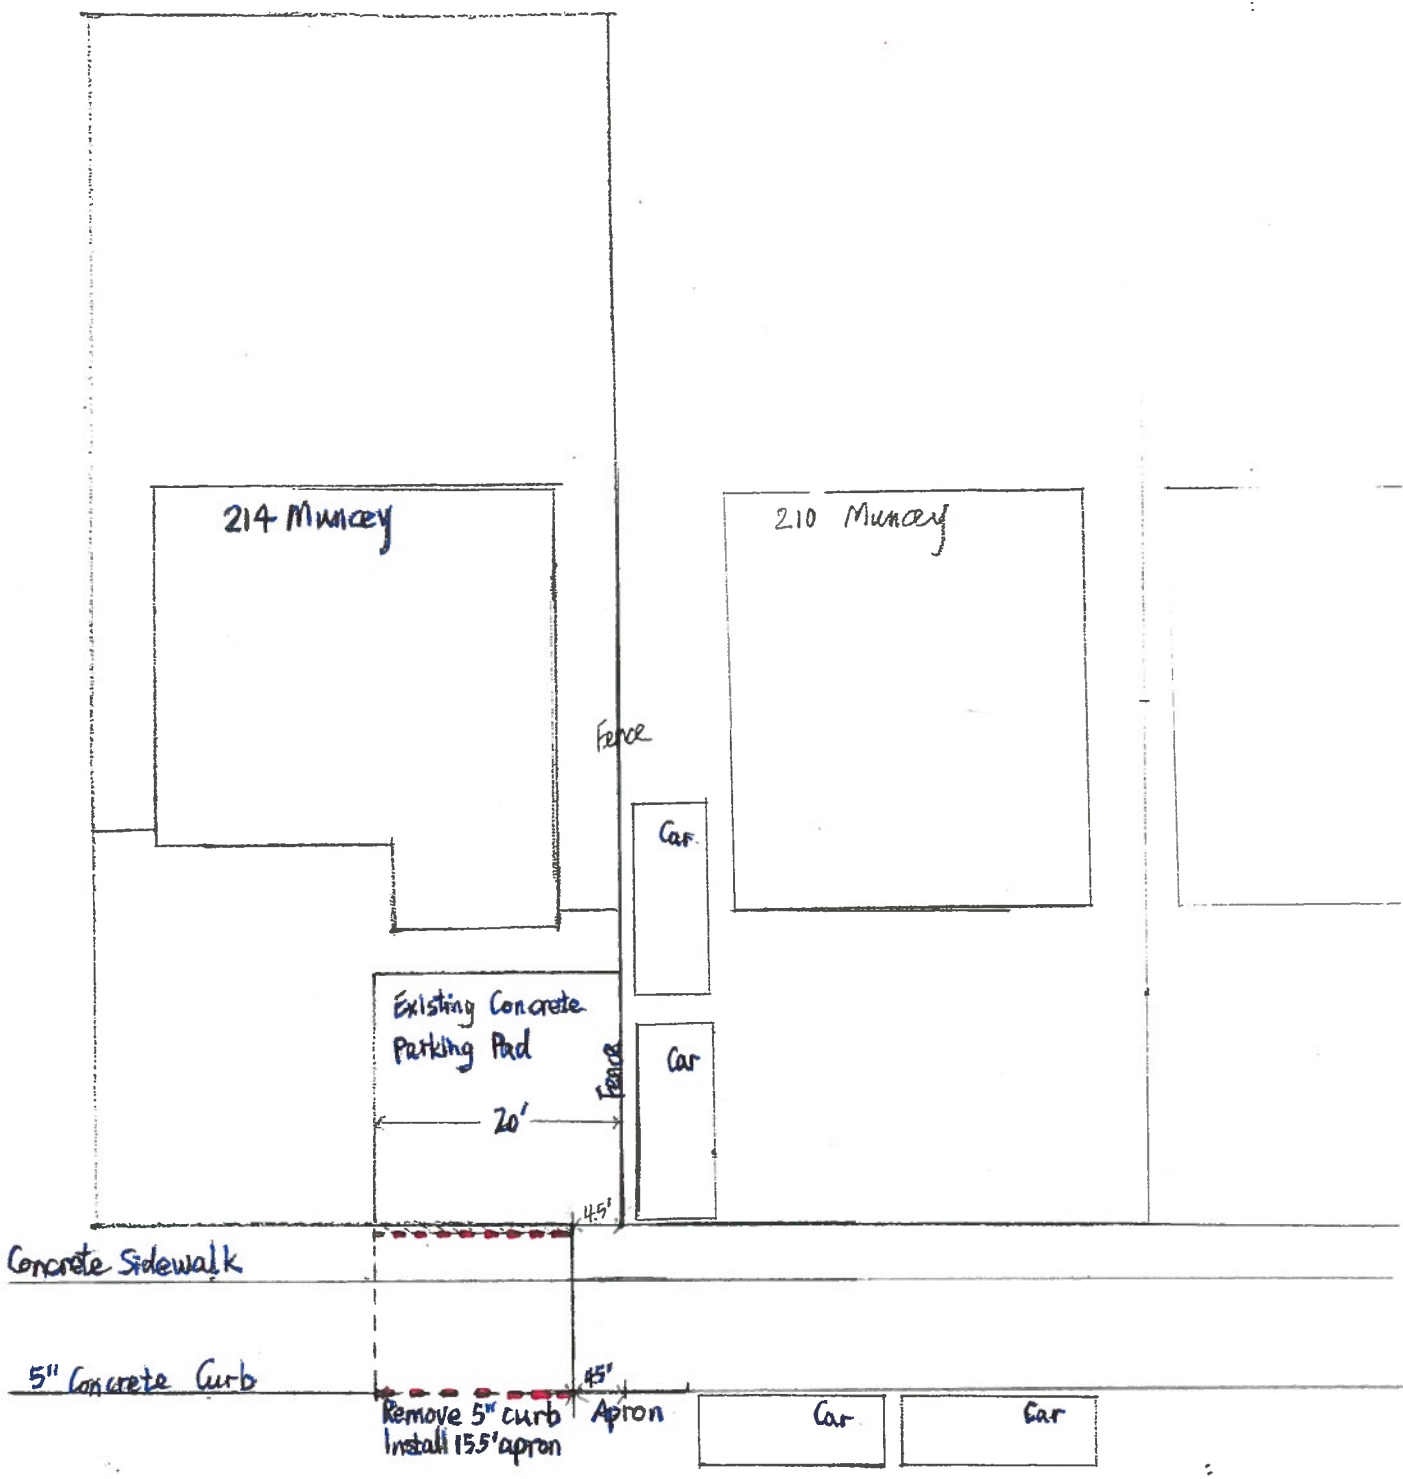 214 Muncey
210 Muncey
Fence
Car
Existing Concrete
Parking Pad
Fence
Car
20'
4.5'
Concrete Sidewalk
5" Concrete Curb
4.5'
Remove 5" curb
Install 15.5' apron
Apron
Car
Car